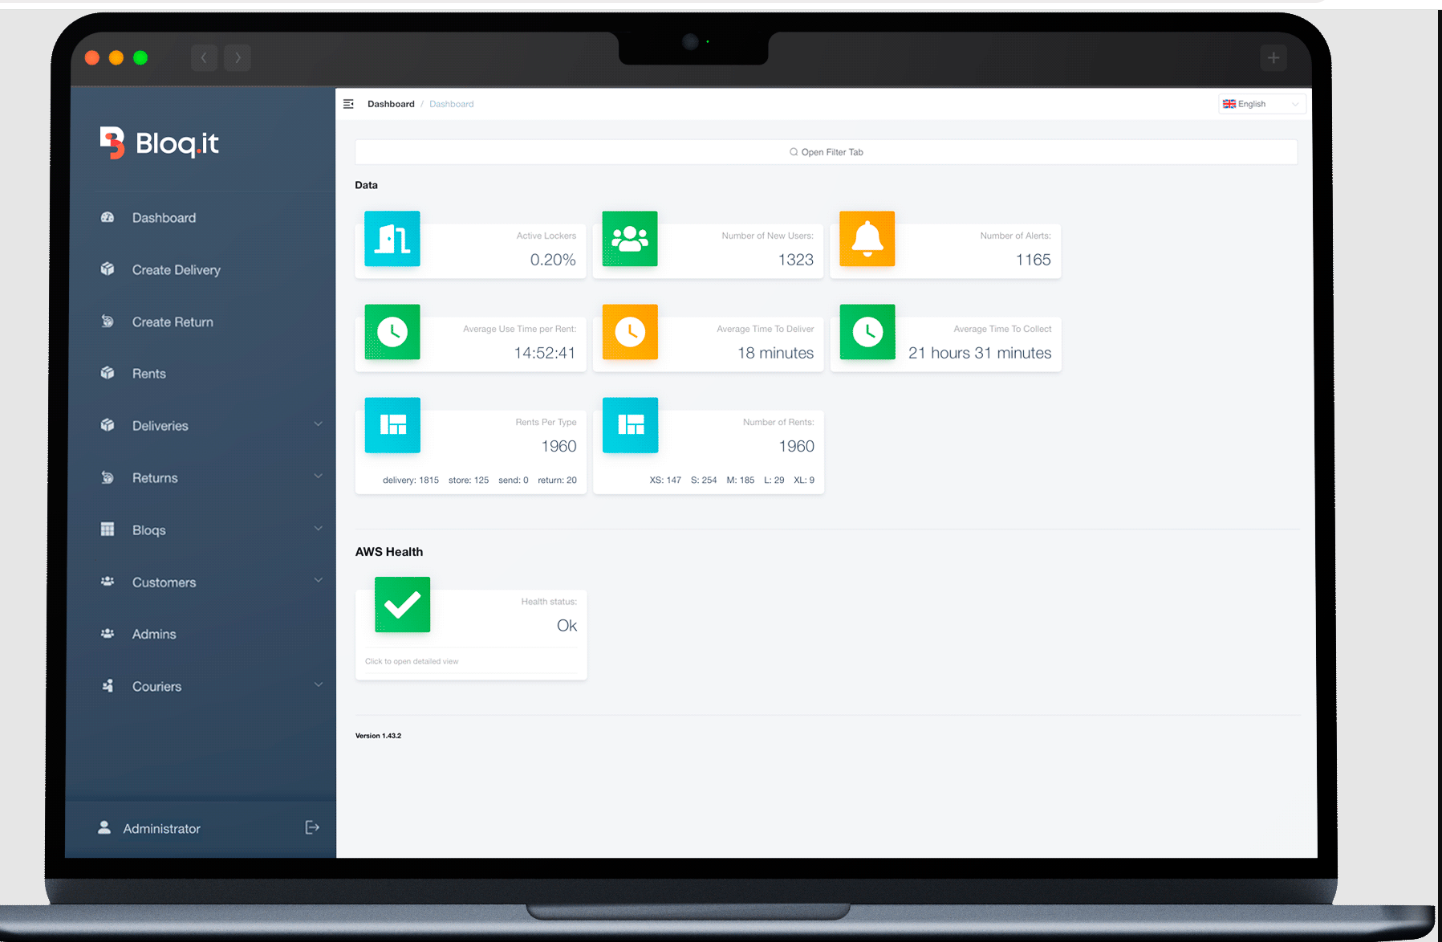 Bloq.it
Dashboard
Create Delivery
Create Return
Rents
Deliveries
Returns
Bloqs
Customers
Admins
Couriers
Administrator
Dashboard / Dashboard
English
Open Filter Tab
Data
Active Lockers
0.20%
Number of New Users:
1323
Number of Alerts:
1165
Average Use Time per Rent:
14:52:41
Average Time To Deliver
18 minutes
Average Time To Collect
21 hours 31 minutes
Rents Per Type
1960
delivery: 1815 store: 125 send: 0 return: 20
Number of Rents:
1960
XS: 147 S: 254 M: 185 L: 29 XL: 9
AWS Health
Health status:
Ok
Click to open detailed view
Version 1.43.2